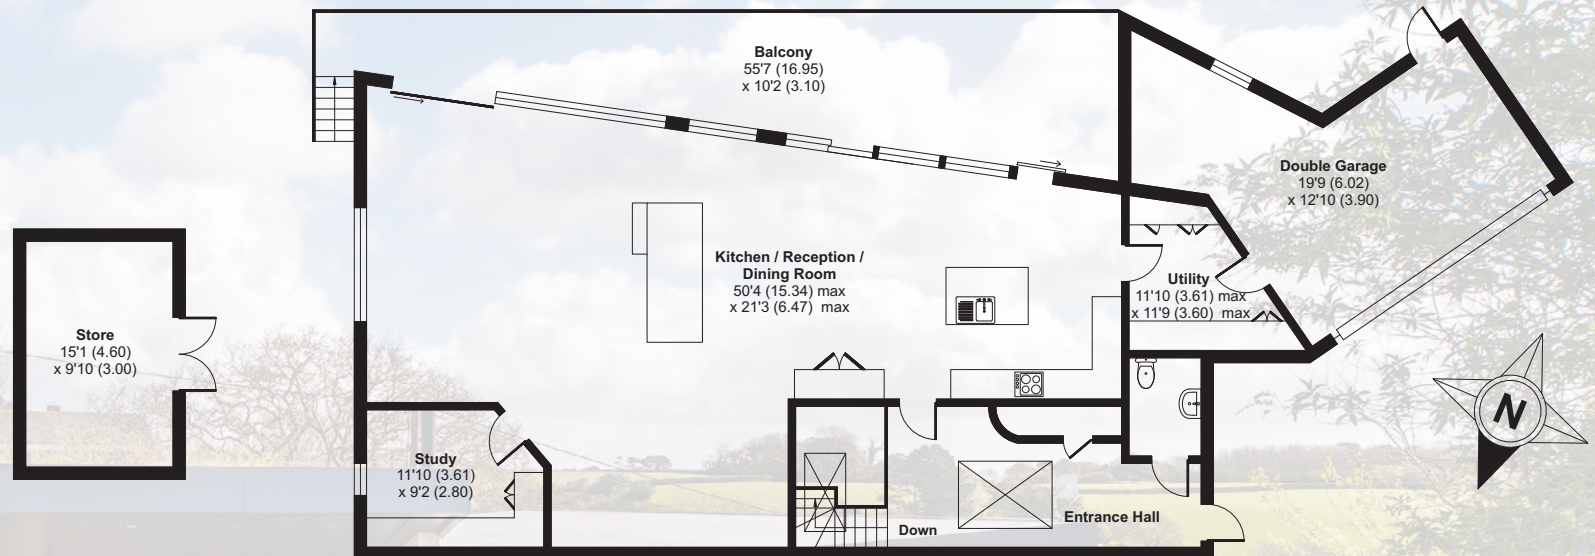 Balcony
55'7 (16.95)
x 10'2 (3.10)
Double Garage
19'9 (6.02)
x 12'10 (3.90)
Kitchen / Reception /
Dining Room
50'4 (15.34) max
x 21'3 (6.47) max
Utility
11'10 (3.61) max
x 11'9 (3.60) max
Store
15'1 (4.60)
x 9'10 (3.00)
Study
11'10 (3.61)
x 9'2 (2.80)
Down
Entrance Hall
N